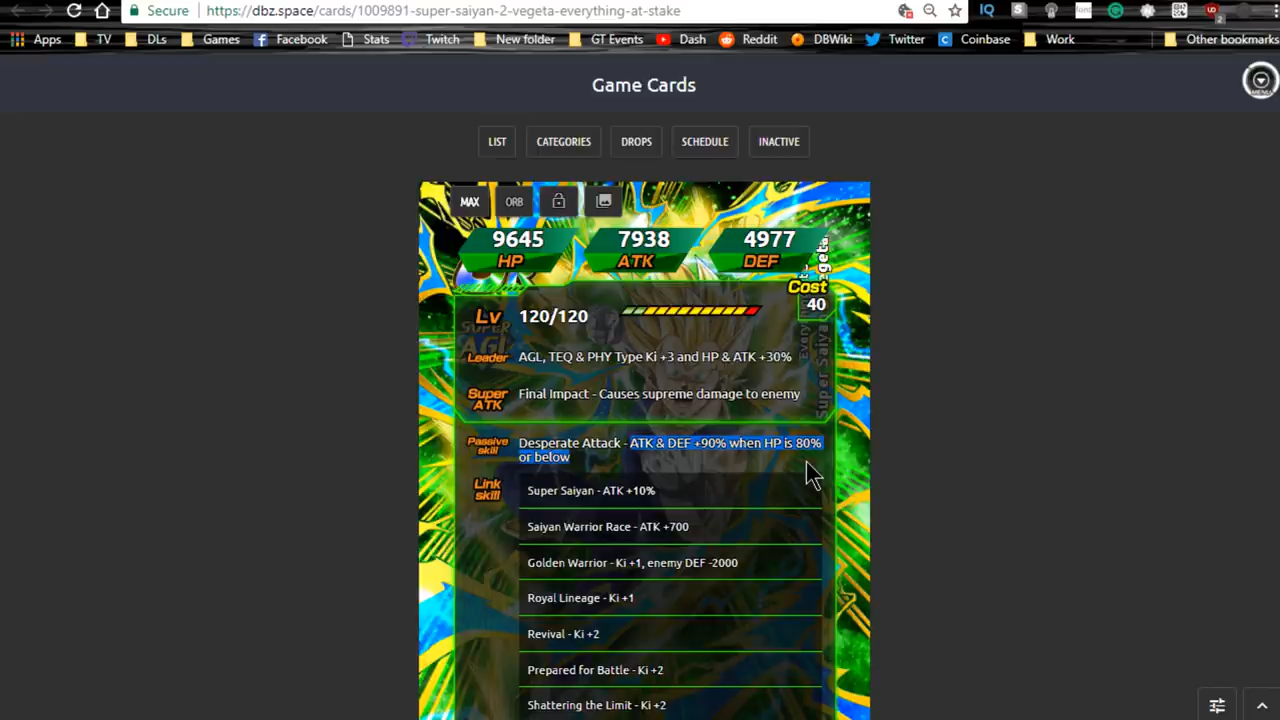 Secure https://dbz.space/cards/1009891-super-saiyan-2-vegeta-everything-at-stake
IQ
2
Apps TV DLs Games Facebook Stats Twitch New folder GT Events Dash Reddit DBWiki Twitter Coinbase Work Other bookmarks
Game Cards
MENU
LIST CATEGORIES DROPS SCHEDULE INACTIVE
MAX ORB
9645 7938 4977
HP ATK DEF
Cost
40
Lv 120/120
SUPER
AGL
Leader AGL, TEQ & PHY Type Ki +3 and HP & ATK +30%
Super ATK Final Impact - Causes supreme damage to enemy
Passive skill Desperate Attack - ATK & DEF +90% when HP is 80%
or below
Link skill Super Saiyan - ATK +10%
Saiyan Warrior Race - ATK +700
Golden Warrior - Ki +1, enemy DEF -2000
Royal Lineage - Ki +1
Revival - Ki +2
Prepared for Battle - Ki +2
Shattering the Limit - Ki +2